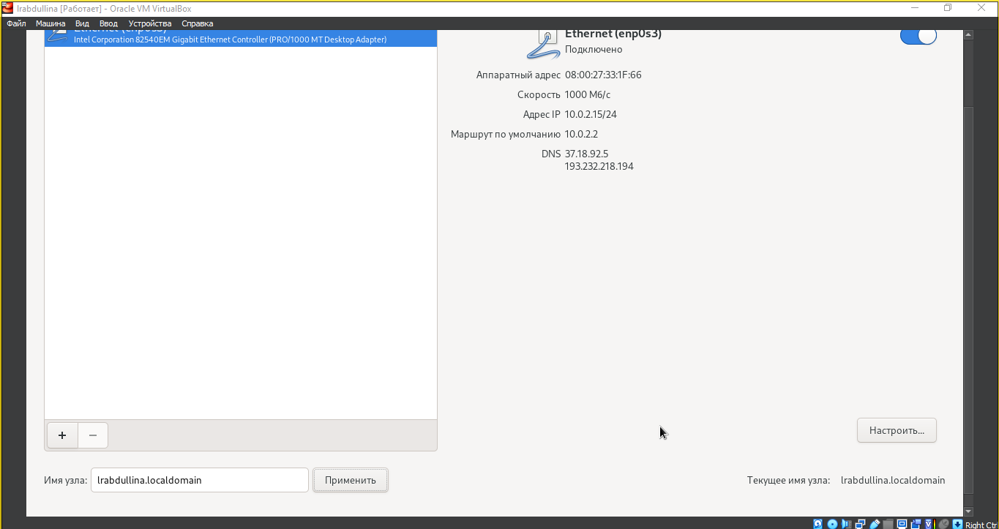 lrabdullina [Работает] - Oracle VM VirtualBox
Файл Машина Вид Ввод Устройства Справка
Ethernet (enp0s3)
Intel Corporation 82540EM Gigabit Ethernet Controller (PRO/1000 MT Desktop Adapter)
Ethernet (enp0s3)
Подключено
Аппаратный адрес 08:00:27:33:1F:66
Скорость 1000 Мб/с
Адрес IP 10.0.2.15/24
Маршрут по умолчанию 10.0.2.2
DNS 37.18.92.5
193.232.218.194
+ −
Настроить...
Имя узла: lrabdullina.localdomain Применить Текущее имя узла: lrabdullina.localdomain
Right Ctr